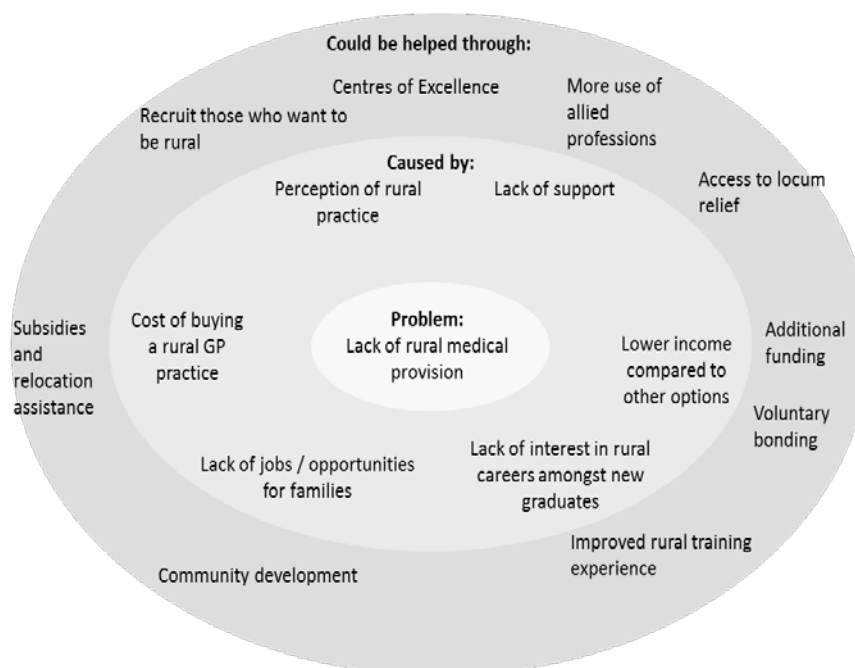 Could be helped through:
Centres of Excellence
More use of
allied
professions
Recruit those who want to
be rural
Caused by:
Perception of rural
practice
Lack of support
Access to locum
relief
Subsidies
and
relocation
assistance
Cost of buying
a rural GP
practice
Problem:
Lack of rural medical
provision
Lower income
compared to
other options
Additional
funding
Voluntary
bonding
Lack of jobs / opportunities
for families
Lack of interest in rural
careers amongst new
graduates
Improved rural training
experience
Community development